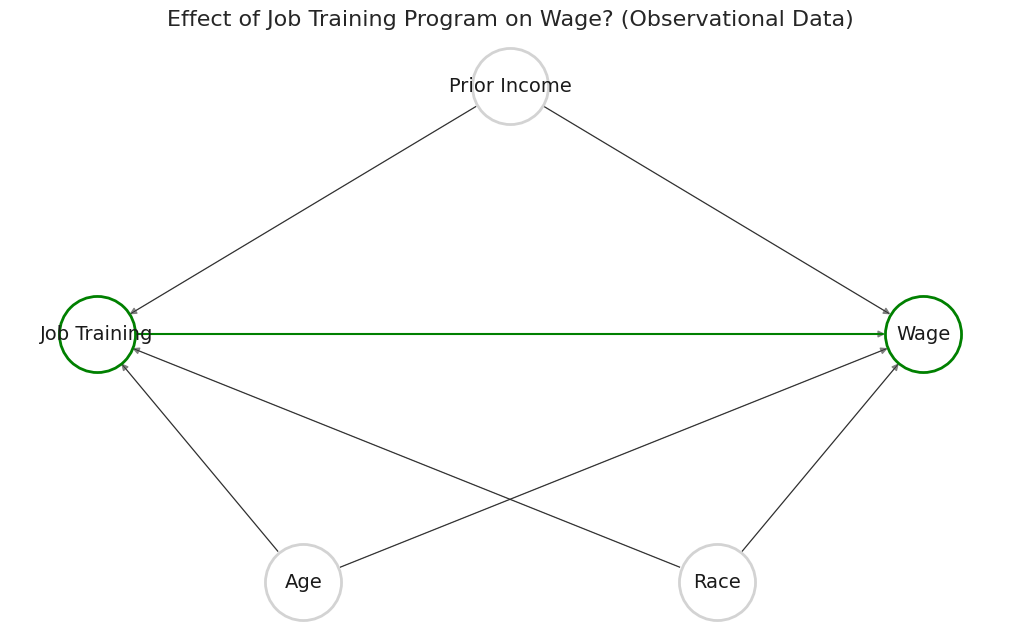 Effect of Job Training Program on Wage? (Observational Data)
Prior Income
Job Training
Wage
Age
Race